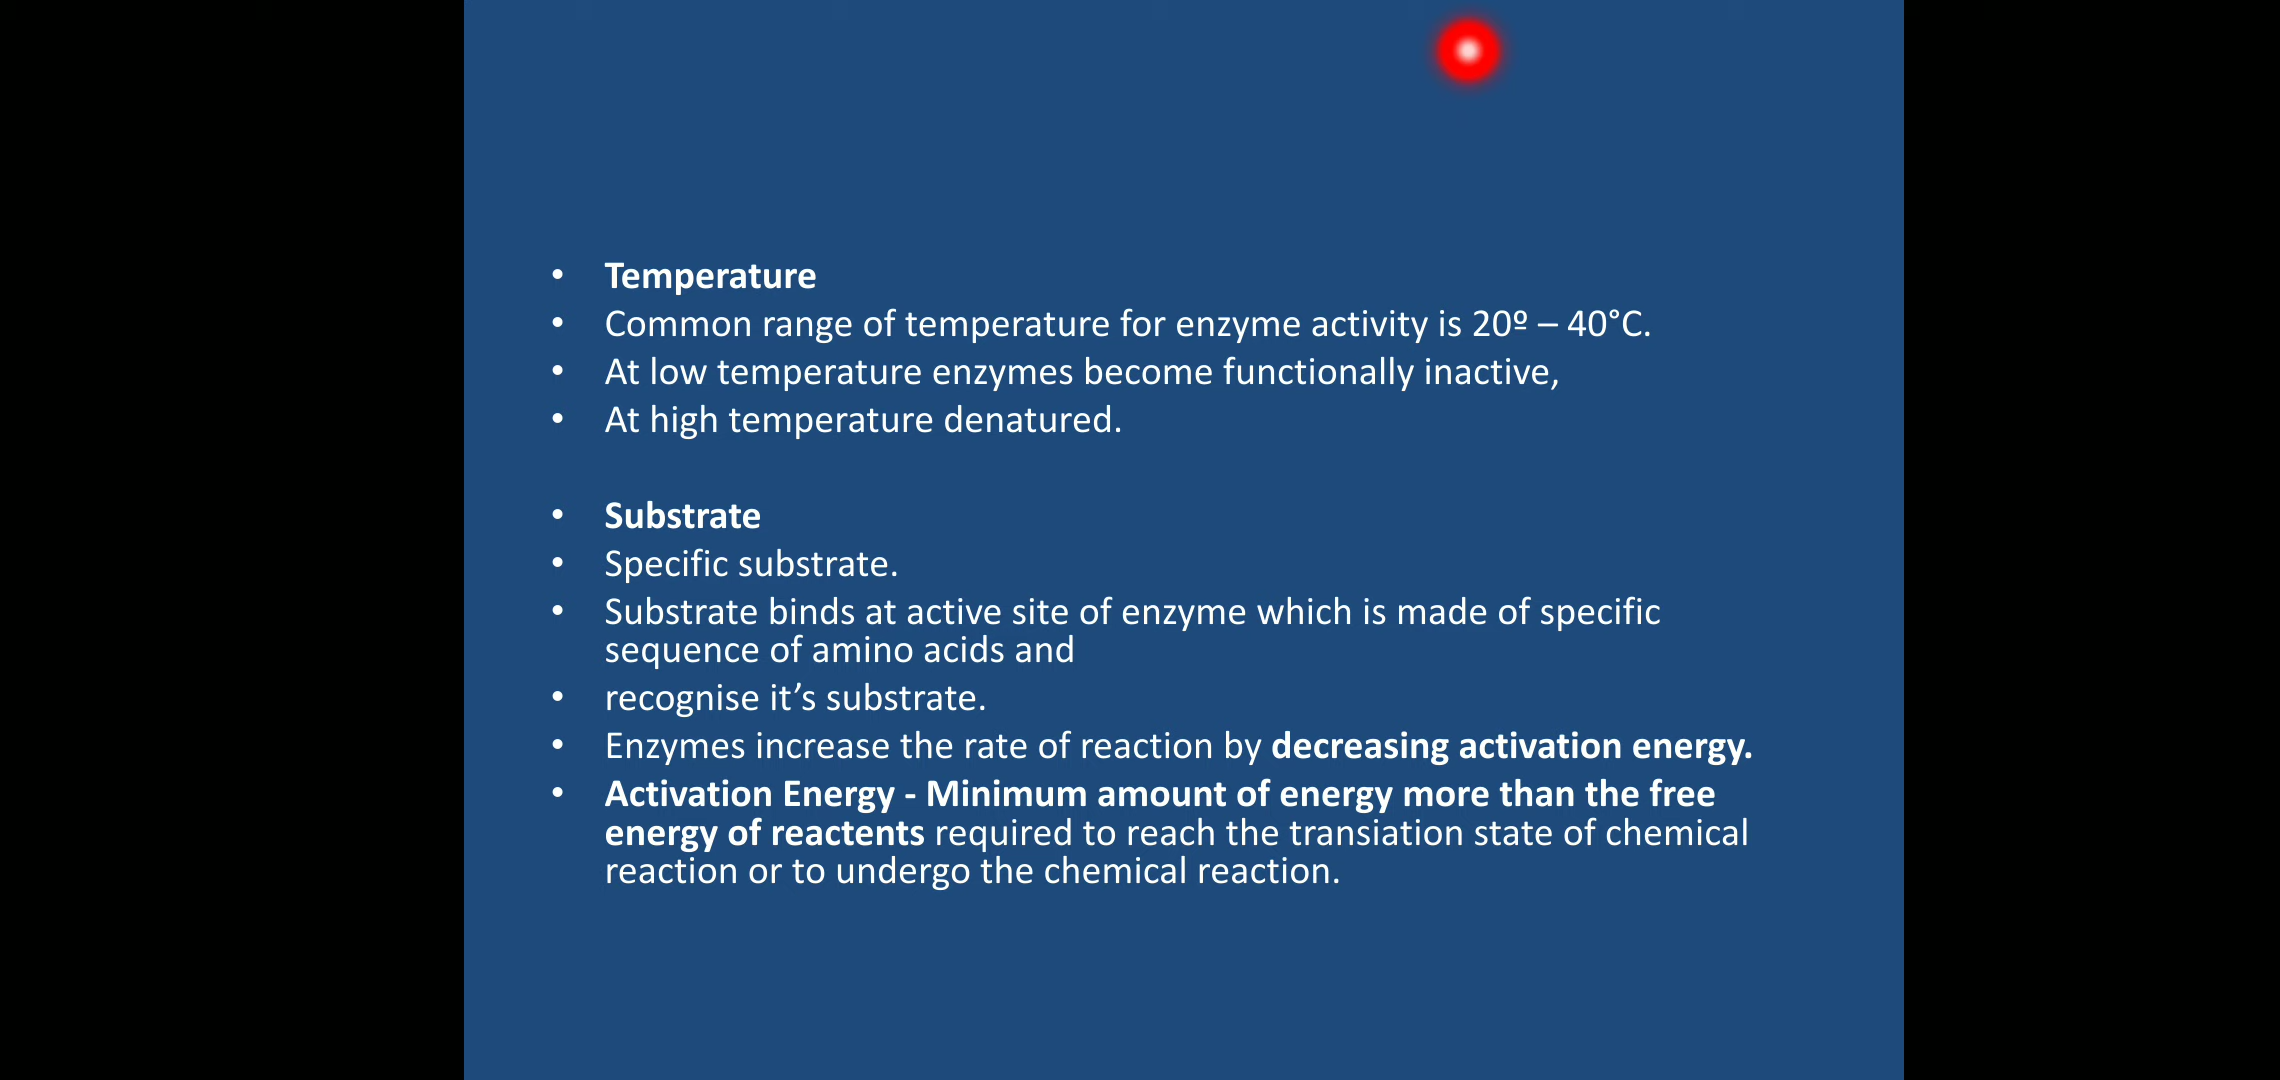 • Temperature
• Common range of temperature for enzyme activity is 20º – 40°C.
• At low temperature enzymes become functionally inactive,
• At high temperature denatured.
• Substrate
• Specific substrate.
• Substrate binds at active site of enzyme which is made of specific
sequence of amino acids and
• recognise it’s substrate.
• Enzymes increase the rate of reaction by decreasing activation energy.
• Activation Energy - Minimum amount of energy more than the free
energy of reactents required to reach the transiation state of chemical
reaction or to undergo the chemical reaction.